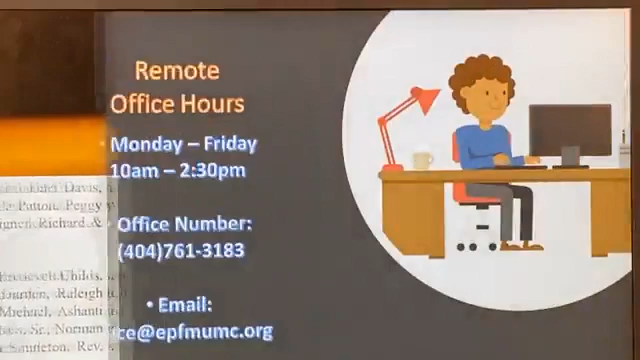 Remote
Office Hours
Monday – Friday
10am – 2:30pm
Office Number:
(404)761-3183
• Email:
ce@epfmumc.org
Davis,
Patton, Peggy
Richard &
Childs,
Raleigh
Michael,
Sr., Norman
Rev.